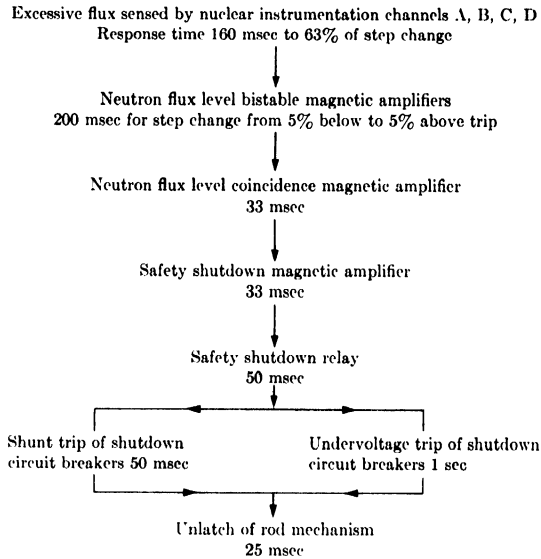 Excessive flux sensed by nuclear instrumentation channels A, B, C, D
Response time 160 msec to 63% of step change
Neutron flux level bistable magnetic amplifiers
200 msec for step change from 5% below to 5% above trip
Neutron flux level coincidence magnetic amplifier
33 msec
Safety shutdown magnetic amplifier
33 msec
Safety shutdown relay
50 msec
Shunt trip of shutdown
circuit breakers 50 msec
Undervoltage trip of shutdown
circuit breakers 1 sec
Unlatch of rod mechanism
25 msec